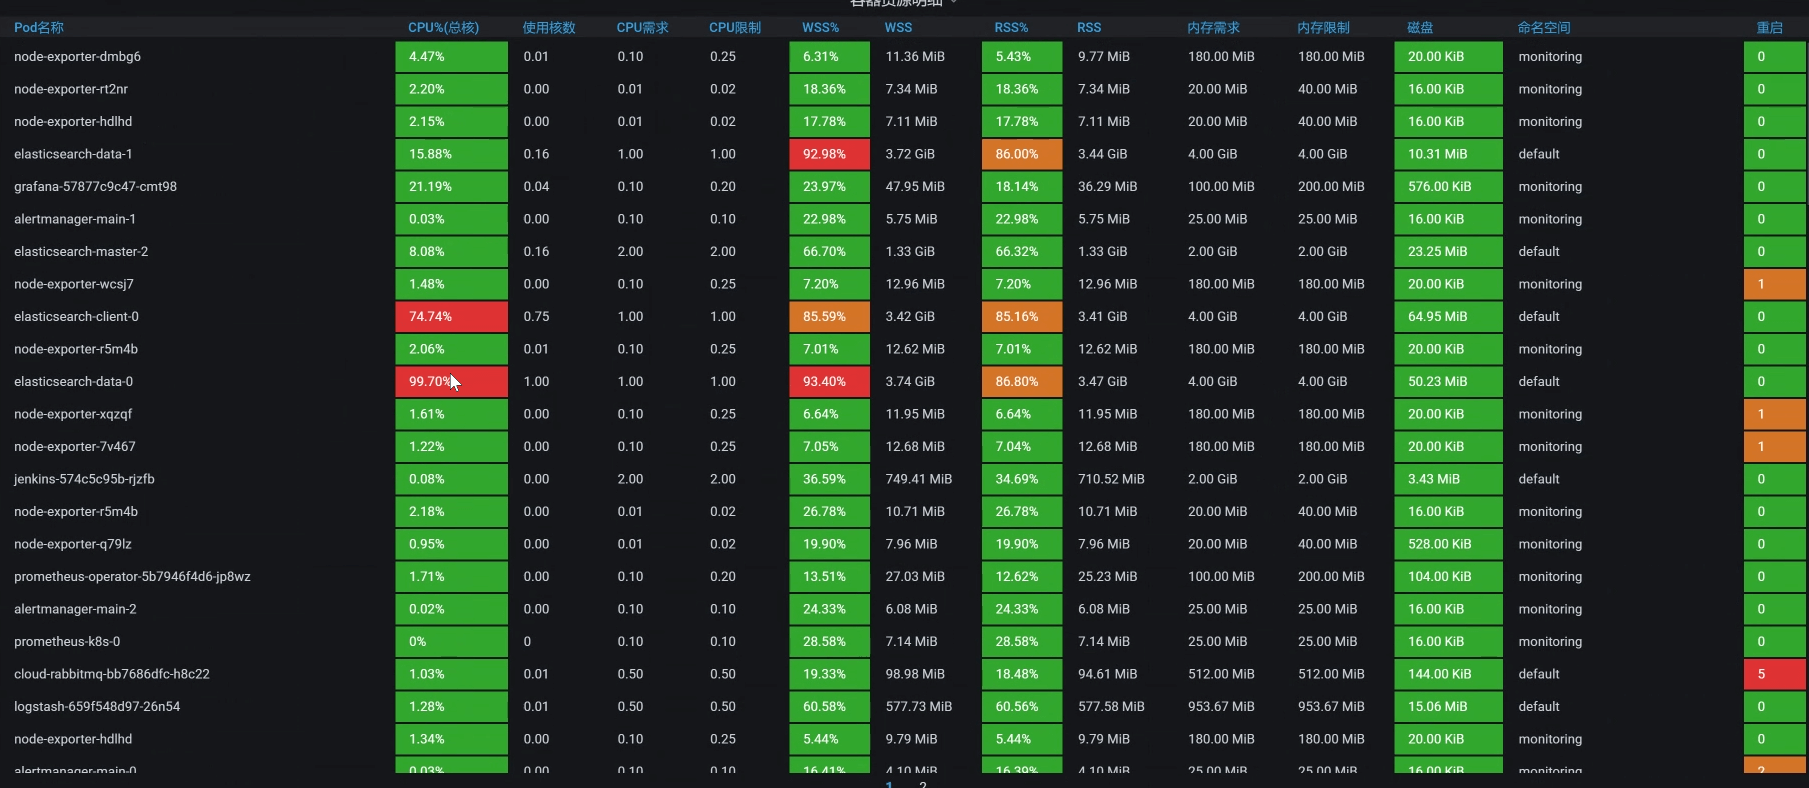 容器资源明细
Pod名称 CPU%(总核) 使用核数 CPU需求 CPU限制 WSS% WSS RSS% RSS 内存需求 内存限制 磁盘 命名空间 重启
node-exporter-dmbg6 4.47% 0.01 0.10 0.25 6.31% 11.36 MiB 5.43% 9.77 MiB 180.00 MiB 180.00 MiB 20.00 KiB monitoring 0
node-exporter-rt2nr 2.20% 0.00 0.01 0.02 18.36% 7.34 MiB 18.36% 7.34 MiB 20.00 MiB 40.00 MiB 16.00 KiB monitoring 0
node-exporter-hdlhd 2.15% 0.00 0.01 0.02 17.78% 7.11 MiB 17.78% 7.11 MiB 20.00 MiB 40.00 MiB 16.00 KiB monitoring 0
elasticsearch-data-1 15.88% 0.16 1.00 1.00 92.98% 3.72 GiB 86.00% 3.44 GiB 4.00 GiB 4.00 GiB 10.31 MiB default 0
grafana-57877c9c47-cmt98 21.19% 0.04 0.10 0.20 23.97% 47.95 MiB 18.14% 36.29 MiB 100.00 MiB 200.00 MiB 576.00 KiB monitoring 0
alertmanager-main-1 0.03% 0.00 0.10 0.10 22.98% 5.75 MiB 22.98% 5.75 MiB 25.00 MiB 25.00 MiB 16.00 KiB monitoring 0
elasticsearch-master-2 8.08% 0.16 2.00 2.00 66.70% 1.33 GiB 66.32% 1.33 GiB 2.00 GiB 2.00 GiB 23.25 MiB default 0
node-exporter-wcsj7 1.48% 0.00 0.10 0.25 7.20% 12.96 MiB 7.20% 12.96 MiB 180.00 MiB 180.00 MiB 20.00 KiB monitoring 1
elasticsearch-client-0 74.74% 0.75 1.00 1.00 85.59% 3.42 GiB 85.16% 3.41 GiB 4.00 GiB 4.00 GiB 64.95 MiB default 0
node-exporter-r5m4b 2.06% 0.01 0.10 0.25 7.01% 12.62 MiB 7.01% 12.62 MiB 180.00 MiB 180.00 MiB 20.00 KiB monitoring 0
elasticsearch-data-0 99.70% 1.00 1.00 1.00 93.40% 3.74 GiB 86.80% 3.47 GiB 4.00 GiB 4.00 GiB 50.23 MiB default 0
node-exporter-xqzqf 1.61% 0.00 0.10 0.25 6.64% 11.95 MiB 6.64% 11.95 MiB 180.00 MiB 180.00 MiB 20.00 KiB monitoring 1
node-exporter-7v467 1.22% 0.00 0.10 0.25 7.05% 12.68 MiB 7.04% 12.68 MiB 180.00 MiB 180.00 MiB 20.00 KiB monitoring 1
jenkins-574c5c95b-rjzfb 0.08% 0.00 2.00 2.00 36.59% 749.41 MiB 34.69% 710.52 MiB 2.00 GiB 2.00 GiB 3.43 MiB default 0
node-exporter-r5m4b 2.18% 0.00 0.01 0.02 26.78% 10.71 MiB 26.78% 10.71 MiB 20.00 MiB 40.00 MiB 16.00 KiB monitoring 0
node-exporter-q79lz 0.95% 0.00 0.01 0.02 19.90% 7.96 MiB 19.90% 7.96 MiB 20.00 MiB 40.00 MiB 528.00 KiB monitoring 0
prometheus-operator-5b7946f4d6-jp8wz 1.71% 0.00 0.10 0.20 13.51% 27.03 MiB 12.62% 25.23 MiB 100.00 MiB 200.00 MiB 104.00 KiB monitoring 0
alertmanager-main-2 0.02% 0.00 0.10 0.10 24.33% 6.08 MiB 24.33% 6.08 MiB 25.00 MiB 25.00 MiB 16.00 KiB monitoring 0
prometheus-k8s-0 0% 0 0.10 0.10 28.58% 7.14 MiB 28.58% 7.14 MiB 25.00 MiB 25.00 MiB 16.00 KiB monitoring 0
cloud-rabbitmq-bb7686dfc-h8c22 1.03% 0.01 0.50 0.50 19.33% 98.98 MiB 18.48% 94.61 MiB 512.00 MiB 512.00 MiB 144.00 KiB default 5
logstash-659f548d97-26n54 1.28% 0.01 0.50 0.50 60.58% 577.73 MiB 60.56% 577.58 MiB 953.67 MiB 953.67 MiB 15.06 MiB default 0
node-exporter-hdlhd 1.34% 0.00 0.10 0.25 5.44% 9.79 MiB 5.44% 9.79 MiB 180.00 MiB 180.00 MiB 20.00 KiB monitoring 0
alertmanager-main-0 0.03% 0.00 0.10 0.10 16.41% 4.10 MiB 16.39% 4.10 MiB 25.00 MiB 25.00 MiB 16.00 KiB monitoring 2
1 2